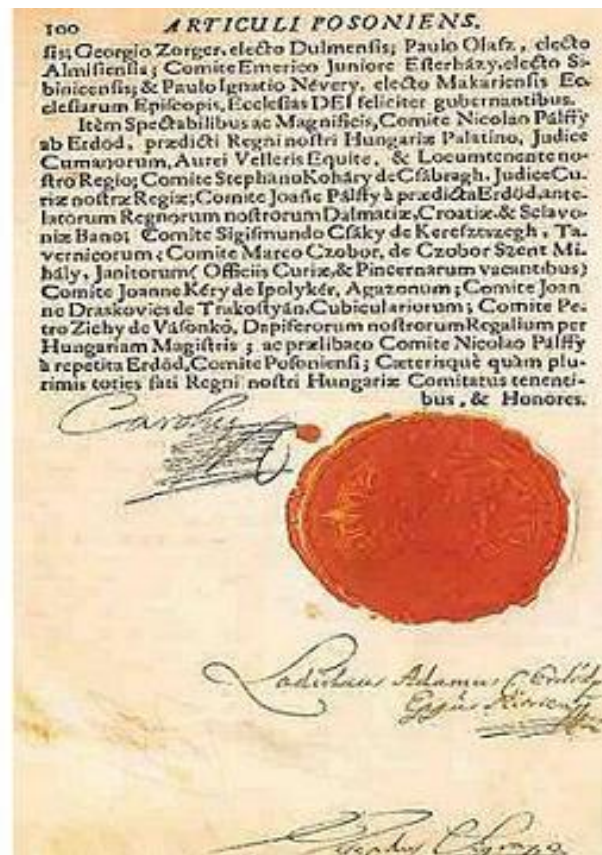 100 ARTICULI POSONIENS.
sis; Georgio Zorger, electo Dulmensis; Paulo Olasz, electo
Almisiensis; Comite Emerico Juniore Esterházy, electo Si-
binicensis; & Paulo Ignatio Névery, electo Makariensis Ec-
clesiarum Episcopis, Ecclesias DEI feliciter gubernantibus.
Itèm Spectabilibus ac Magnificis, Comite Nicolao Pálffy
ab Erdöd, prædicti Regni nostri Hungariæ Palatino, Judice
Cumanorum, Aurei Velleris Equite, & Locumtenente no-
stro Regio; Comite Stephano Koháry de Csábragh, Judice Cu-
riæ nostræ Regiæ; Comite Joañe Pálffy à prædicta Erdöd, ante-
latorum Regnorum nostrorum Dalmatiæ, Croatiæ, & Sclavo-
niæ Bano; Comite Sigismundo Csáky de Keresztszegh, Ta-
vernicorum; Comite Marco Czobor, de Czobor Szent Mi-
hály, Janitorum (Officiis Curiæ, & Pincernarum vacantibus)
Comite Joanne Kéry de Ipolykér, Agazonum; Comite Joan
ne Draskovics de Trakostyán, Cubiculariorum; Comite Pe-
tro Zichy de Vásonkö, Dapiferorum nostrorum Regalium per
Hungariam Magistris; ac prælibato Comite Nicolao Pálffy
à repetita Erdöd, Comite Posoniensi; Cæterisquè quàm plu-
rimis toties fati Regni nostri Hungariæ Comitatus tenenti-
bus, & Honores.
Carolus
Ladislaus Adamus